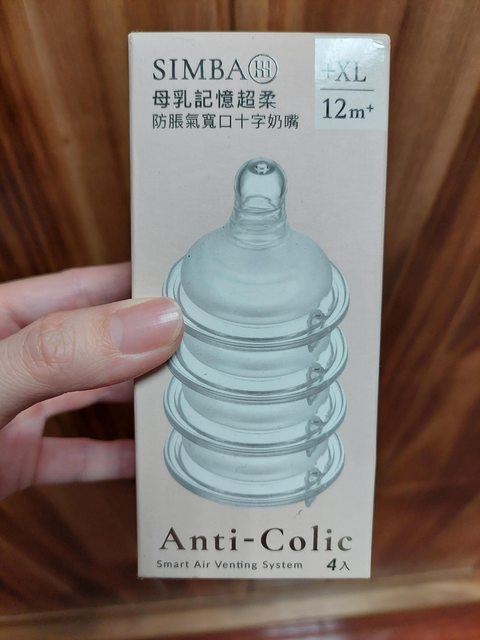 SIMBA
+XL
12m+
母乳記憶超柔
防脹氣寬口十字奶嘴
Anti-Colic
Smart Air Venting System
4入